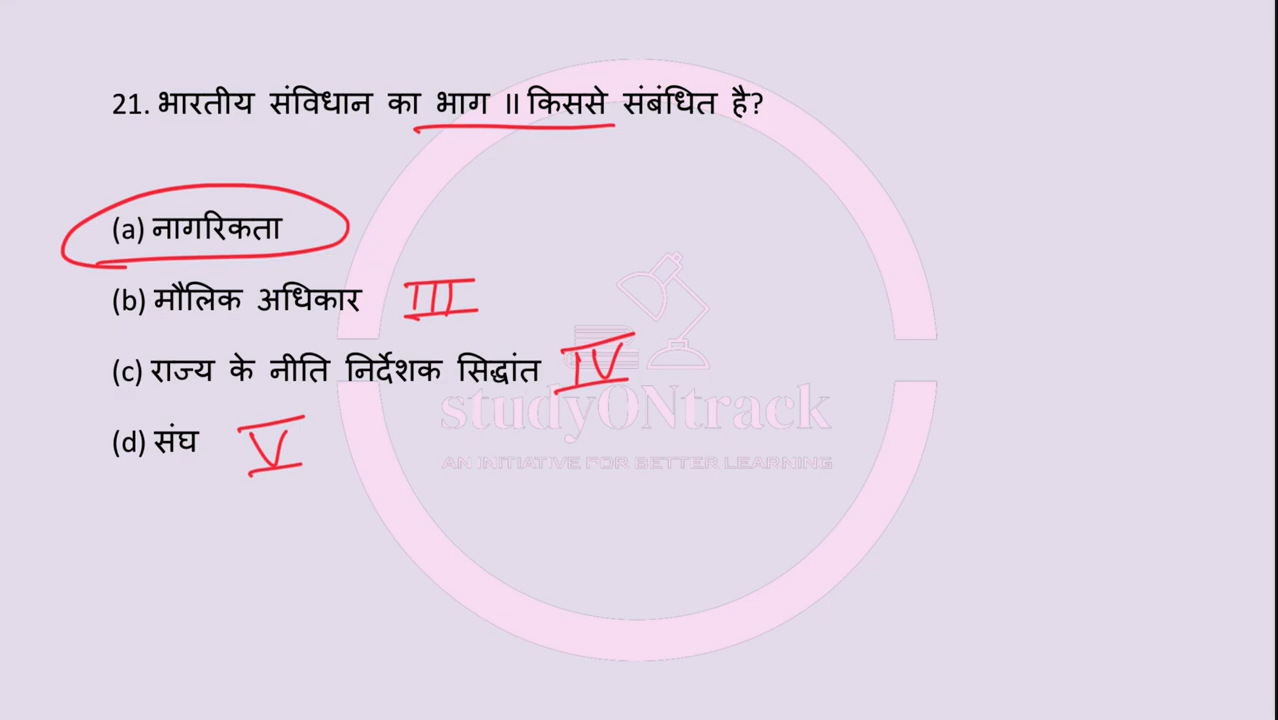 21. भारतीय संविधान का भाग II किससे संबंधित है?
(a) नागरिकता
(b) मौलिक अधिकार III
(c) राज्य के नीति निर्देशक सिद्धांत IV
studyONtrack
(d) संघ V
AN INITIATIVE FOR BETTER LEARNING